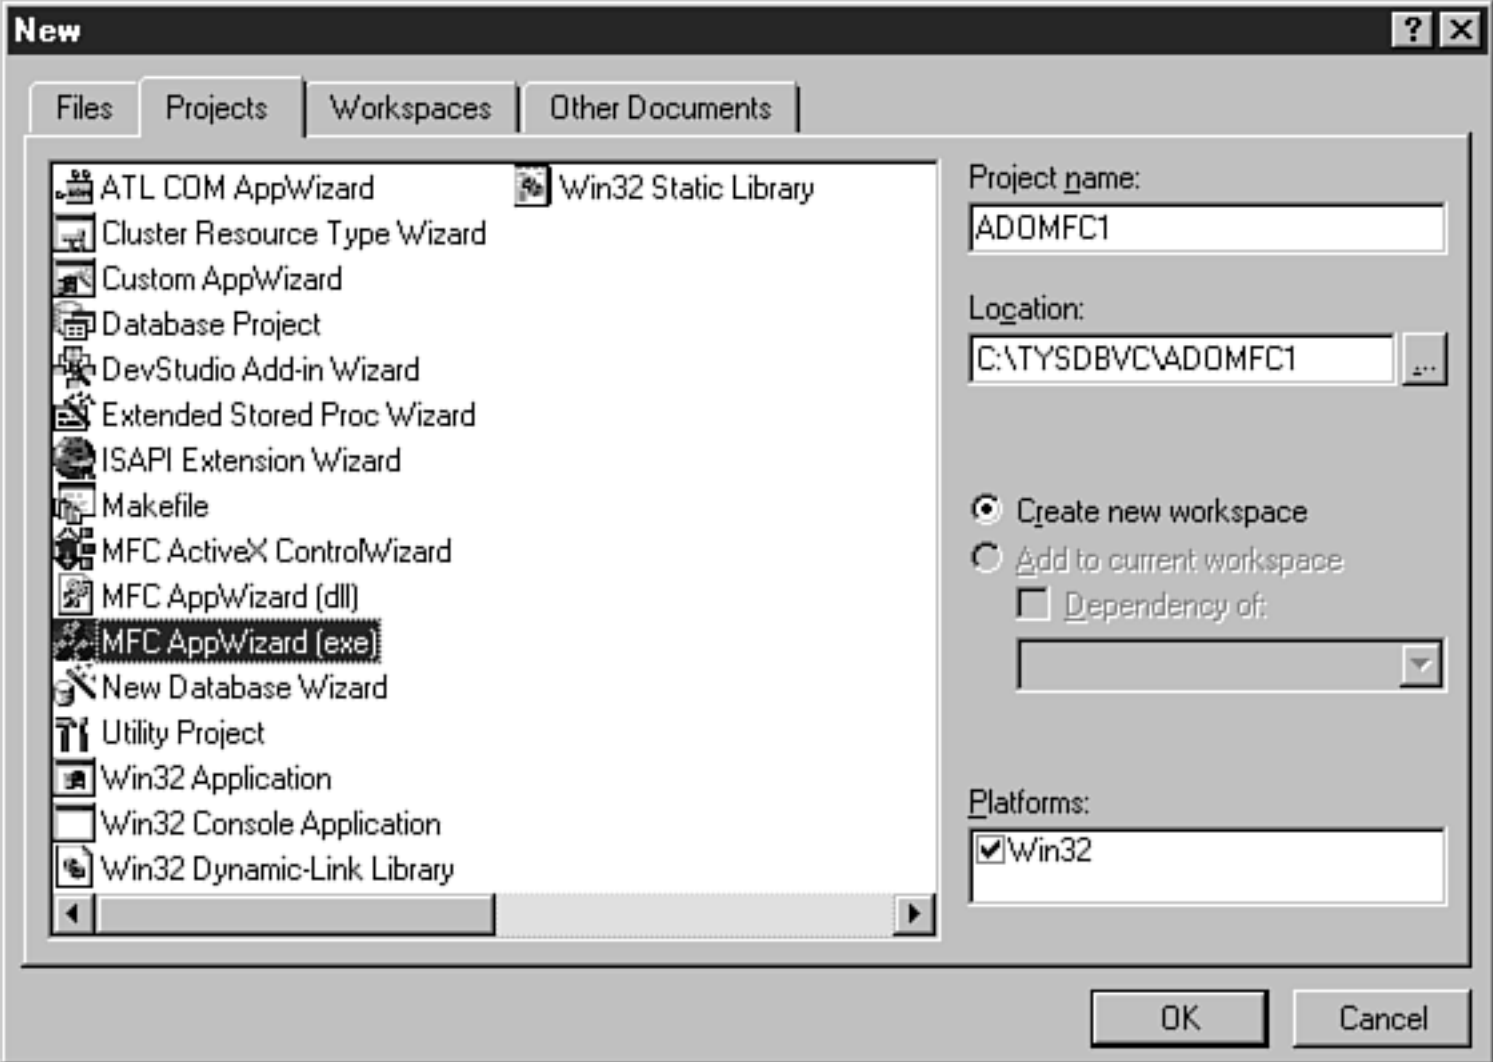 New
Files Projects Workspaces Other Documents
ATL COM AppWizard
Cluster Resource Type Wizard
Custom AppWizard
Database Project
DevStudio Add-in Wizard
Extended Stored Proc Wizard
ISAPI Extension Wizard
Makefile
MFC ActiveX ControlWizard
MFC AppWizard (dll)
MFC AppWizard (exe)
New Database Wizard
Utility Project
Win32 Application
Win32 Console Application
Win32 Dynamic-Link Library
Win32 Static Library
Project name:
ADOMFC1
Location:
C:\TYSDBVC\ADOMFC1
...
Create new workspace
Add to current workspace
Dependency of:
Platforms:
Win32
OK Cancel